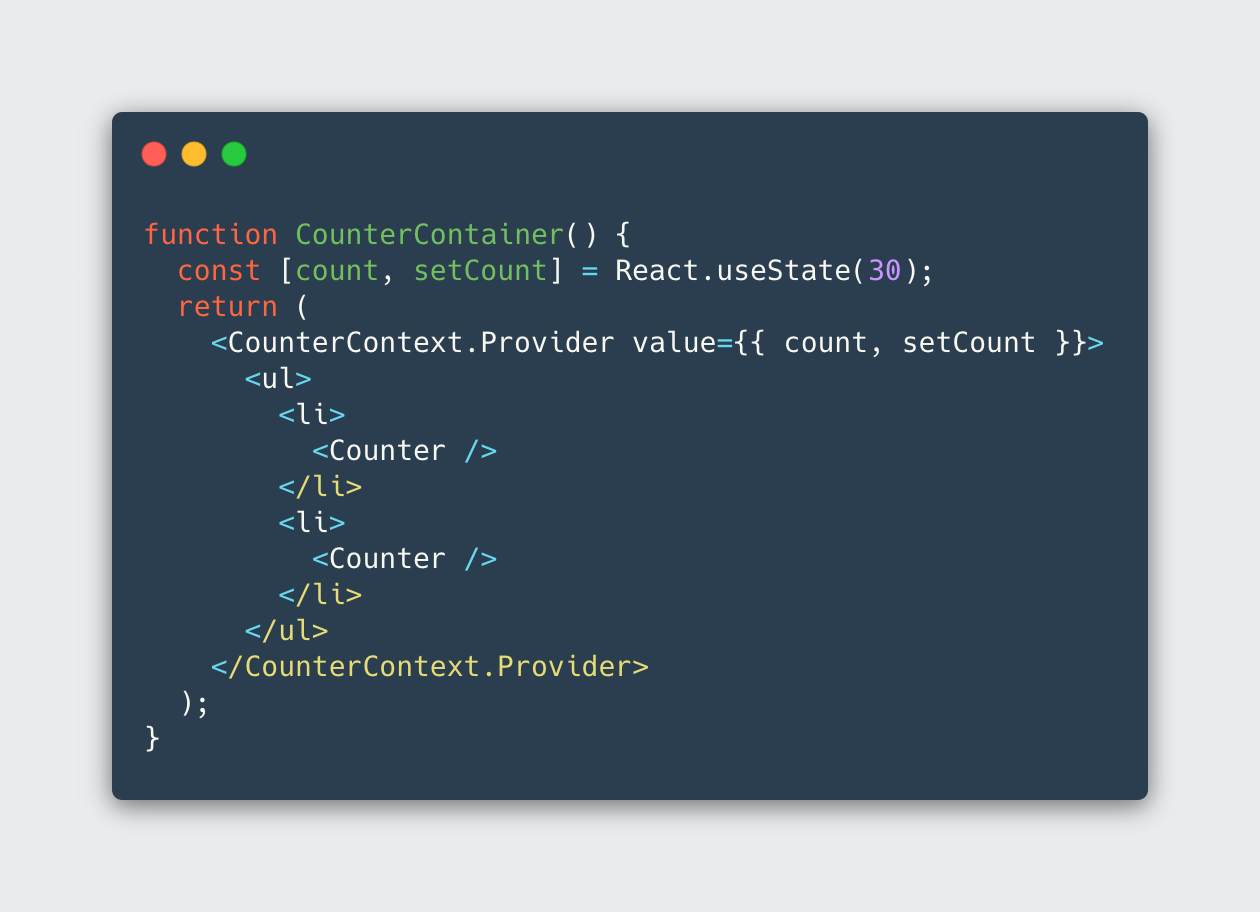 function CounterContainer() {
  const [count, setCount] = React.useState(30);
  return (
    <CounterContext.Provider value={{ count, setCount }}>
      <ul>
        <li>
          <Counter />
        </li>
        <li>
          <Counter />
        </li>
      </ul>
    </CounterContext.Provider>
  );
}